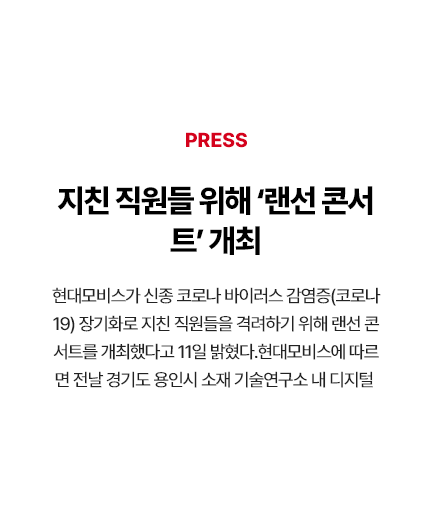 PRESS
지친 직원들 위해 ‘랜선 콘서
트’ 개최
현대모비스가 신종 코로나 바이러스 감염증(코로나
19) 장기화로 지친 직원들을 격려하기 위해 랜선 콘
서트를 개최했다고 11일 밝혔다.현대모비스에 따르
면 전날 경기도 용인시 소재 기술연구소 내 디지털